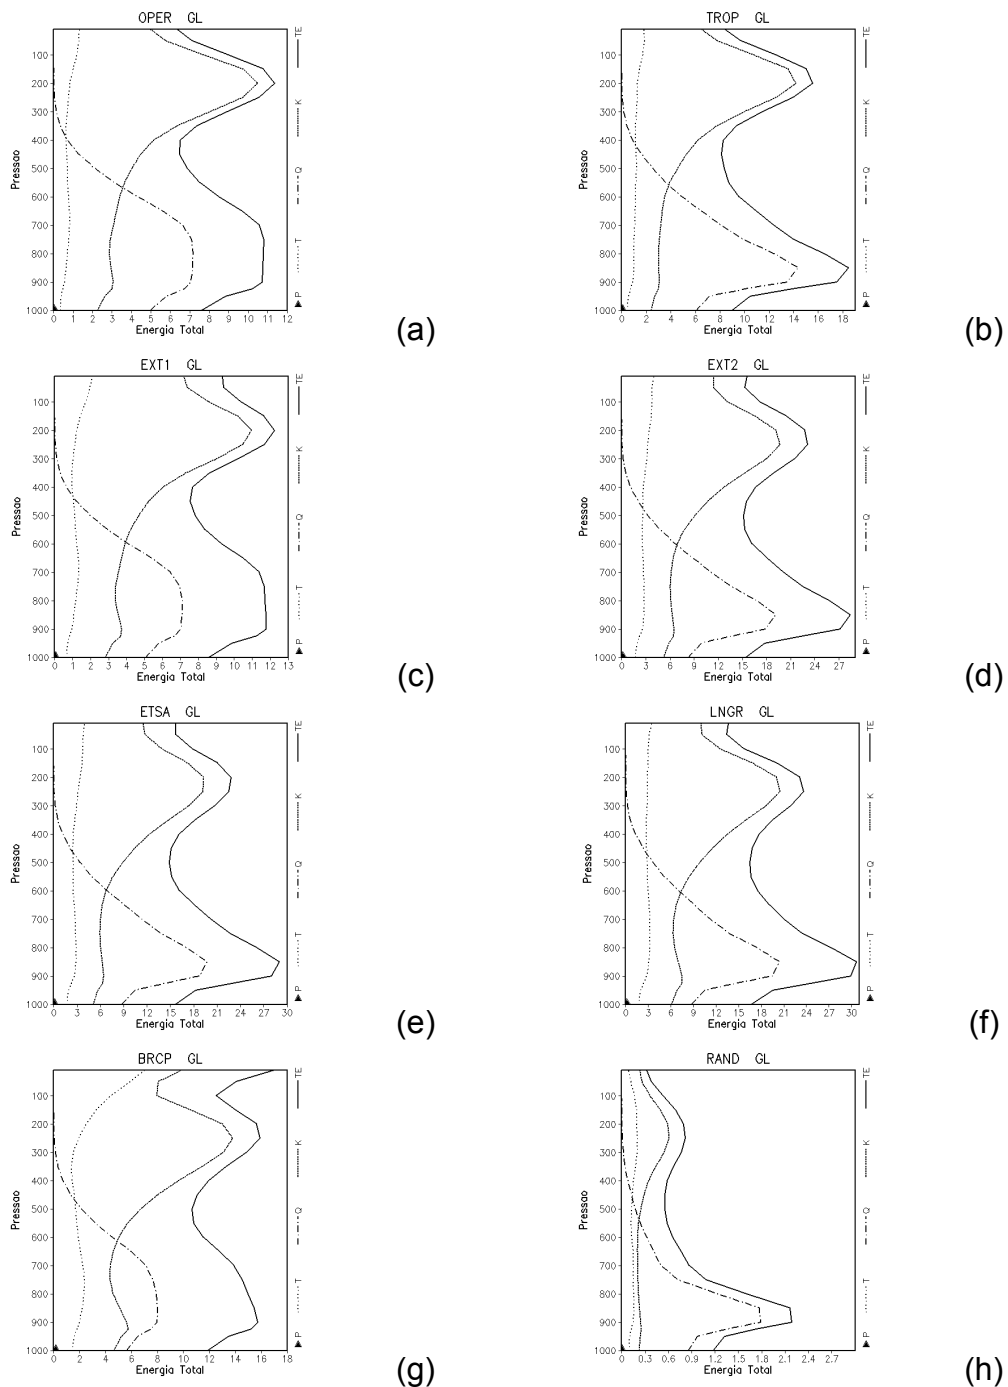 OPER GL
100
200
300
400
500
600
700
800
900
1000
Pressao
0 1 2 3 4 5 6 7 8 9 10 11 12
Energia Total
P T Q K TE
(a)
TROP GL
100
200
300
400
500
600
700
800
900
1000
Pressao
0 2 4 6 8 10 12 14 16 18
Energia Total
P T Q K TE
(b)
EXT1 GL
100
200
300
400
500
600
700
800
900
1000
Pressao
0 1 2 3 4 5 6 7 8 9 10 11 12 13
Energia Total
P T Q K TE
(c)
EXT2 GL
100
200
300
400
500
600
700
800
900
1000
Pressao
0 3 6 9 12 15 18 21 24 27
Energia Total
P T Q K TE
(d)
ETSA GL
100
200
300
400
500
600
700
800
900
1000
Pressao
0 3 6 9 12 15 18 21 24 27 30
Energia Total
P T Q K TE
(e)
LNGR GL
100
200
300
400
500
600
700
800
900
1000
Pressao
0 3 6 9 12 15 18 21 24 27 30
Energia Total
P T Q K TE
(f)
BRCP GL
100
200
300
400
500
600
700
800
900
1000
Pressao
0 2 4 6 8 10 12 14 16 18
Energia Total
P T Q K TE
(g)
RAND GL
100
200
300
400
500
600
700
800
900
1000
Pressao
0 0.3 0.6 0.9 1.2 1.5 1.8 2.1 2.4 2.7
Energia Total
P T Q K TE
(h)